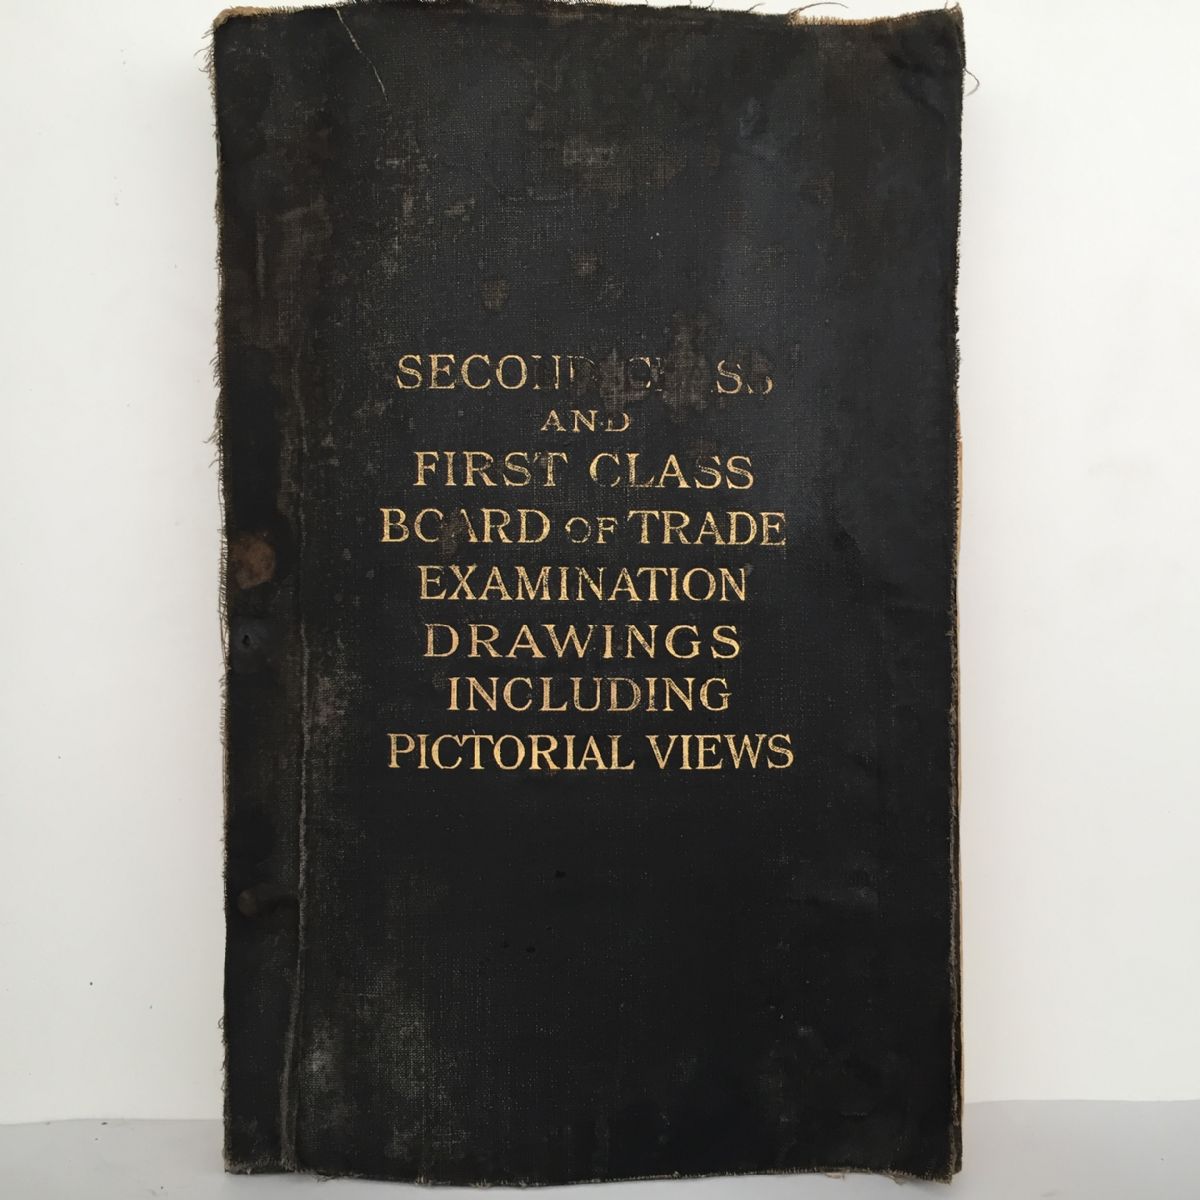 SECOND CLASS
AND
FIRST CLASS
BOARD OF TRADE
EXAMINATION
DRAWINGS
INCLUDING
PICTORIAL VIEWS